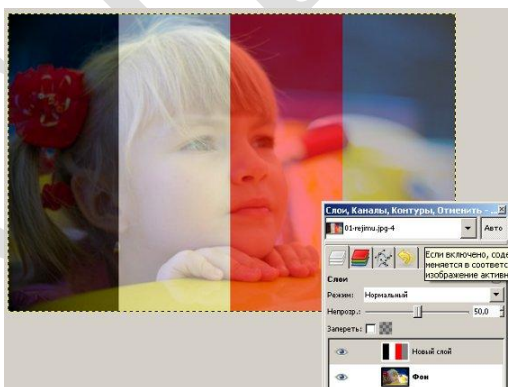 Слои, Каналы, Контуры, Отменить - ...
01-rejimu.jpg-4
Авто
Если включено, соде
меняется в соответс
изображение активн
Слои
Режим: Нормальный
Непрозр.: 50,0
Запереть:
Новый слой
Фон